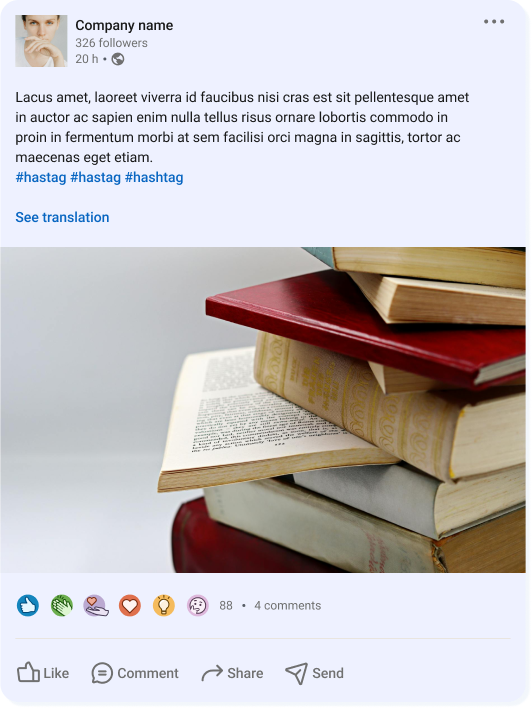 Company name
326 followers
20 h •
Lacus amet, laoreet viverra id faucibus nisi cras est sit pellentesque amet
in auctor ac sapien enim nulla tellus risus ornare lobortis commodo in
proin in fermentum morbi at sem facilisi orci magna in sagittis, tortor ac
maecenas eget etiam.
#hastag #hastag #hashtag
See translation
88 • 4 comments
Like Comment Share Send